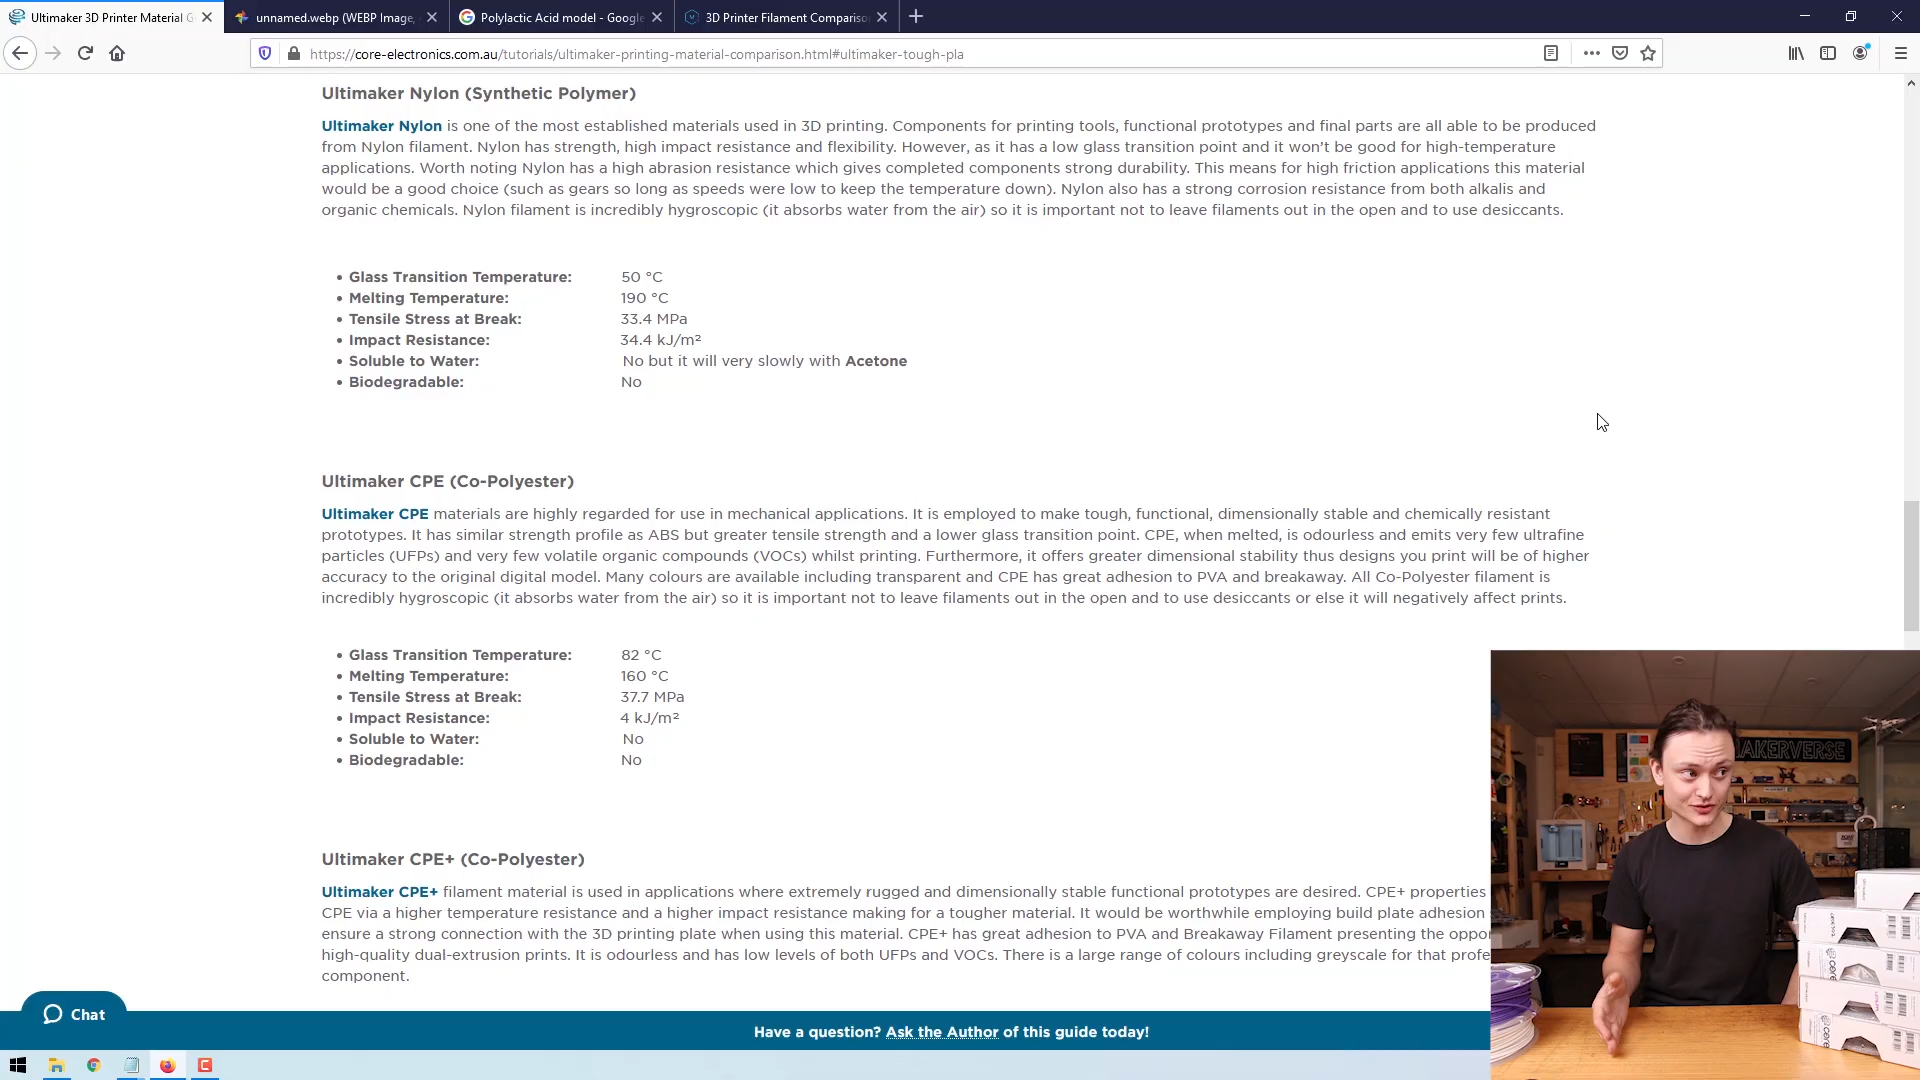 Ultimaker 3D Printer Material G
unnamed.webp (WEBP Image,
Polylactic Acid model - Google
3D Printer Filament Compariso
https://core-electronics.com.au/tutorials/ultimaker-printing-material-comparison.html#ultimaker-tough-pla
Ultimaker Nylon (Synthetic Polymer)
Ultimaker Nylon is one of the most established materials used in 3D printing. Components for printing tools, functional prototypes and final parts are all able to be produced
from Nylon filament. Nylon has strength, high impact resistance and flexibility. However, as it has a low glass transition point and it won't be good for high-temperature
applications. Worth noting Nylon has a high abrasion resistance which gives completed components strong durability. This means for high friction applications this material
would be a good choice (such as gears so long as speeds were low to keep the temperature down). Nylon also has a strong corrosion resistance from both alkalis and
organic chemicals. Nylon filament is incredibly hygroscopic (it absorbs water from the air) so it is important not to leave filaments out in the open and to use desiccants.
• Glass Transition Temperature: 50 °C
• Melting Temperature: 190 °C
• Tensile Stress at Break: 33.4 MPa
• Impact Resistance: 34.4 kJ/m²
• Soluble to Water: No but it will very slowly with Acetone
• Biodegradable: No
Ultimaker CPE (Co-Polyester)
Ultimaker CPE materials are highly regarded for use in mechanical applications. It is employed to make tough, functional, dimensionally stable and chemically resistant
prototypes. It has similar strength profile as ABS but greater tensile strength and a lower glass transition point. CPE, when melted, is odourless and emits very few ultrafine
particles (UFPs) and very few volatile organic compounds (VOCs) whilst printing. Furthermore, it offers greater dimensional stability thus designs you print will be of higher
accuracy to the original digital model. Many colours are available including transparent and CPE has great adhesion to PVA and breakaway. All Co-Polyester filament is
incredibly hygroscopic (it absorbs water from the air) so it is important not to leave filaments out in the open and to use desiccants or else it will negatively affect prints.
• Glass Transition Temperature: 82 °C
• Melting Temperature: 160 °C
• Tensile Stress at Break: 37.7 MPa
• Impact Resistance: 4 kJ/m²
• Soluble to Water: No
• Biodegradable: No
Ultimaker CPE+ (Co-Polyester)
Ultimaker CPE+ filament material is used in applications where extremely rugged and dimensionally stable functional prototypes are desired. CPE+ properties
CPE via a higher temperature resistance and a higher impact resistance making for a tougher material. It would be worthwhile employing build plate adhesion
ensure a strong connection with the 3D printing plate when using this material. CPE+ has great adhesion to PVA and Breakaway Filament presenting the oppor
high-quality dual-extrusion prints. It is odourless and has low levels of both UFPs and VOCs. There is a large range of colours including greyscale for that profe
component.
AKERVERSE
Chat
Have a question? Ask the Author of this guide today!